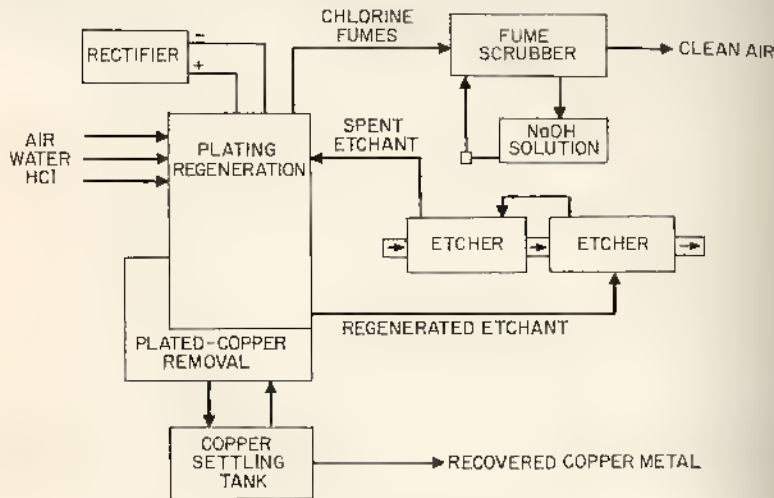 CHLORINE
FUMES
FUME
SCRUBBER
CLEAN AIR
RECTIFIER
–
+
NaOH
SOLUTION
AIR
WATER
HCl
PLATING
REGENERATION
SPENT
ETCHANT
ETCHER
ETCHER
REGENERATED ETCHANT
PLATED-COPPER
REMOVAL
COPPER
SETTLING
TANK
RECOVERED COPPER METAL